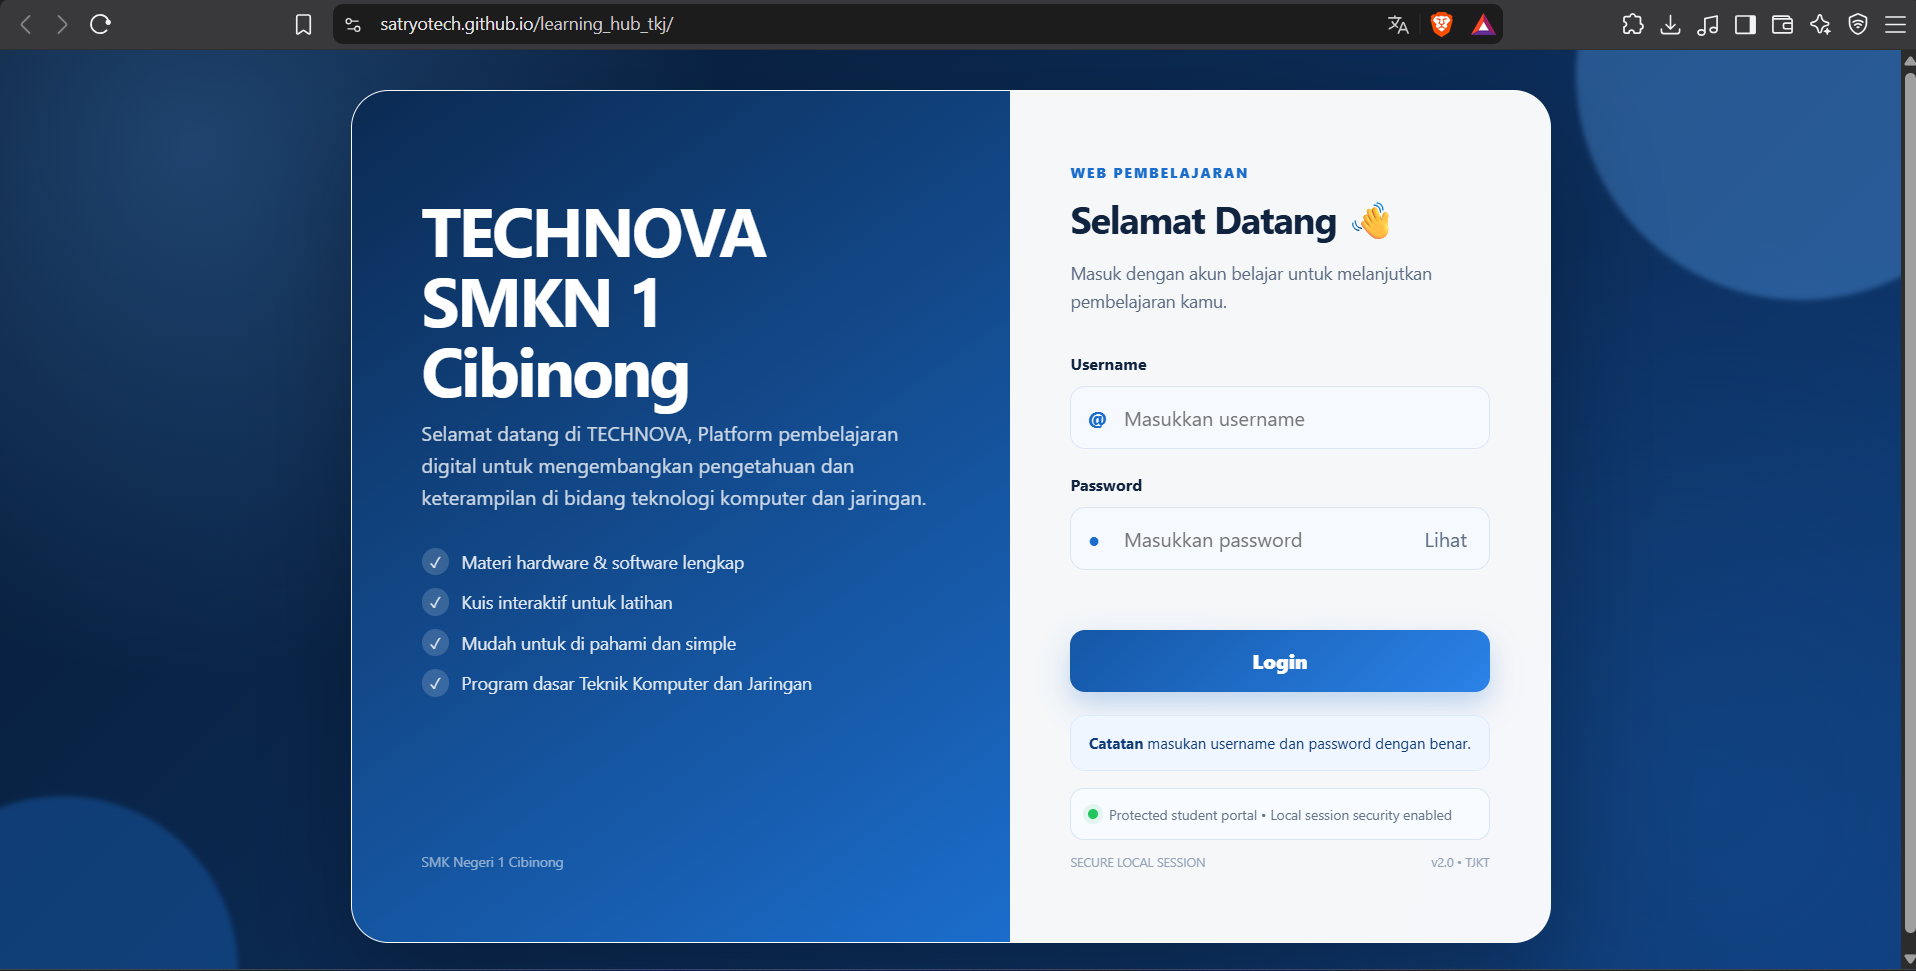 satryotech.github.io/learning_hub_tkj/
TECHNOVA
SMKN 1
Cibinong
Selamat datang di TECHNOVA, Platform pembelajaran
digital untuk mengembangkan pengetahuan dan
keterampilan di bidang teknologi komputer dan jaringan.
✓ Materi hardware & software lengkap
✓ Kuis interaktif untuk latihan
✓ Mudah untuk di pahami dan simple
✓ Program dasar Teknik Komputer dan Jaringan
SMK Negeri 1 Cibinong
WEB PEMBELAJARAN
Selamat Datang 👋
Masuk dengan akun belajar untuk melanjutkan
pembelajaran kamu.
Username
@ Masukkan username
Password
● Masukkan password Lihat
Login
Catatan masukan username dan password dengan benar.
Protected student portal • Local session security enabled
SECURE LOCAL SESSION v2.0 • TJKT